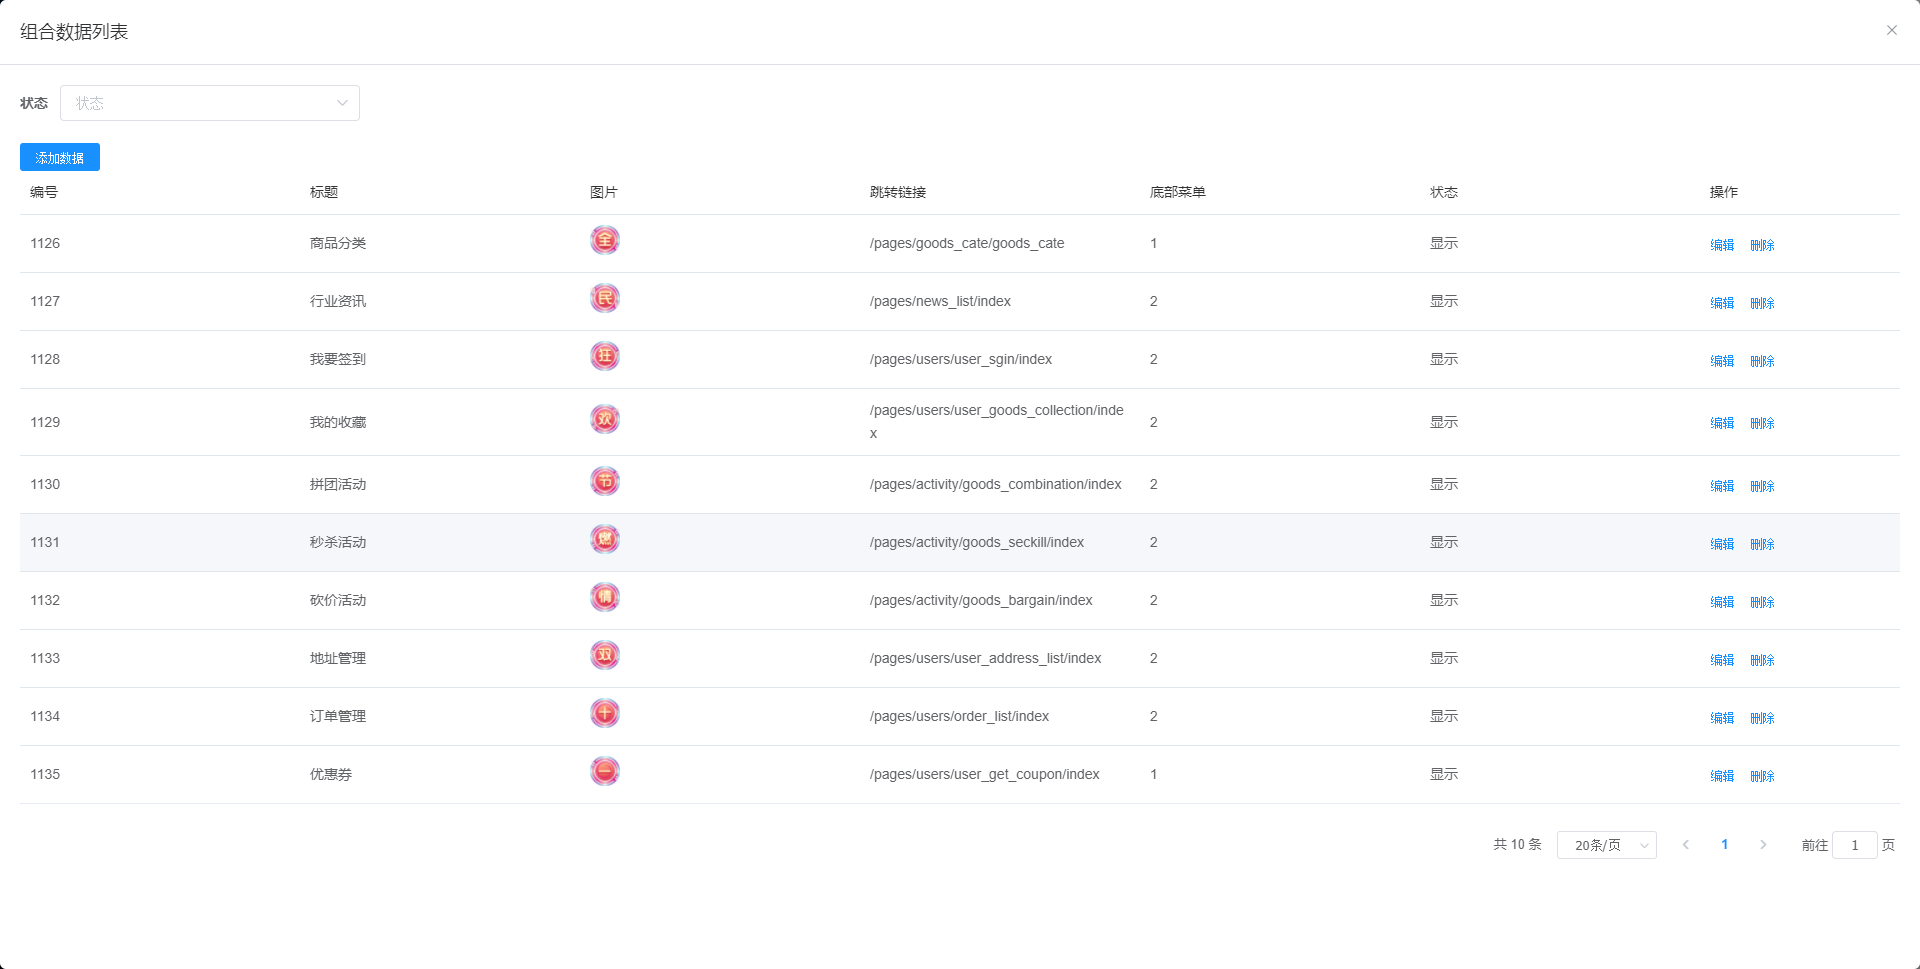 组合数据列表
状态 状态
添加数据
编号 标题 图片 跳转链接 底部菜单 状态 操作
1126 商品分类 全 /pages/goods_cate/goods_cate 1 显示 编辑 删除
1127 行业资讯 民 /pages/news_list/index 2 显示 编辑 删除
1128 我要签到 狂 /pages/users/user_sgin/index 2 显示 编辑 删除
1129 我的收藏 欢 /pages/users/user_goods_collection/inde
x 2 显示 编辑 删除
1130 拼团活动 节 /pages/activity/goods_combination/index 2 显示 编辑 删除
1131 秒杀活动 燃 /pages/activity/goods_seckill/index 2 显示 编辑 删除
1132 砍价活动 情 /pages/activity/goods_bargain/index 2 显示 编辑 删除
1133 地址管理 双 /pages/users/user_address_list/index 2 显示 编辑 删除
1134 订单管理 十 /pages/users/order_list/index 2 显示 编辑 删除
1135 优惠券 一 /pages/users/user_get_coupon/index 1 显示 编辑 删除
共 10 条 20条/页 1 前往 1 页